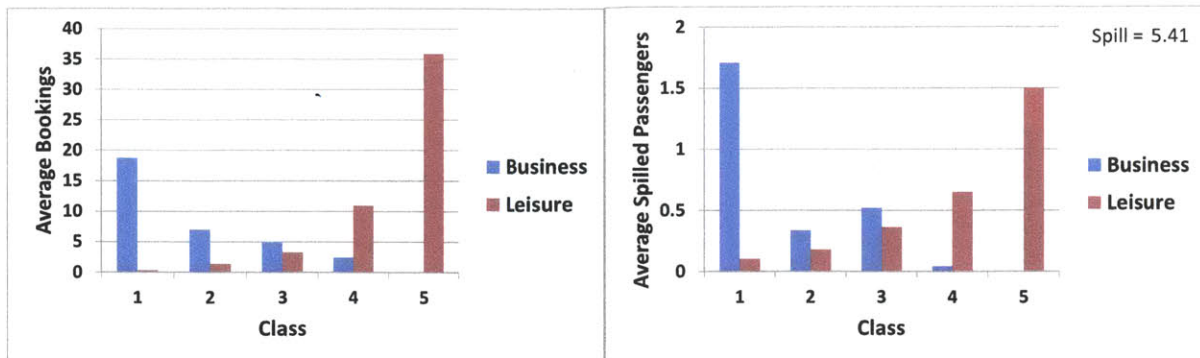 Average Bookings
40
35
30
25
20
15
10
5
0
1 2 3 4 5
Class
Business
Leisure
Spill = 5.41
Average Spilled Passengers
2
1.5
1
0.5
0
1 2 3 4 5
Class
Business
Leisure